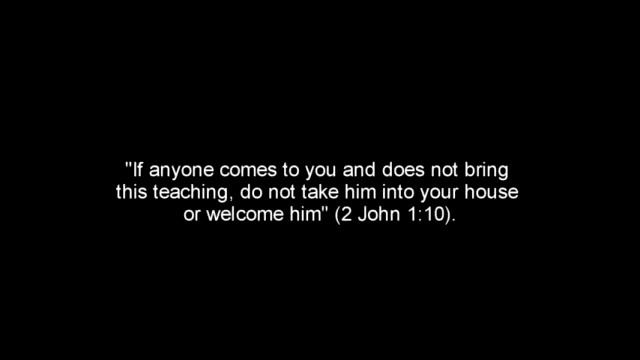 "If anyone comes to you and does not bring
this teaching, do not take him into your house
or welcome him" (2 John 1:10).